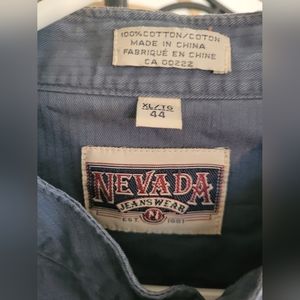 100% COTTON/COTON
MADE IN CHINA
FABRIQUÉ EN CHINE
CA 00222
XL/TG
44
NEVADA
JEANSWEAR
N
EST. 1981